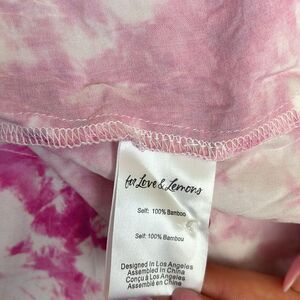 for Love & Lemons
Self: 100% Bamboo
Self: 100% Bambou
Designed In Los Angeles
Assembled In China
Conçu à Los Angeles
Assemblé en Chine